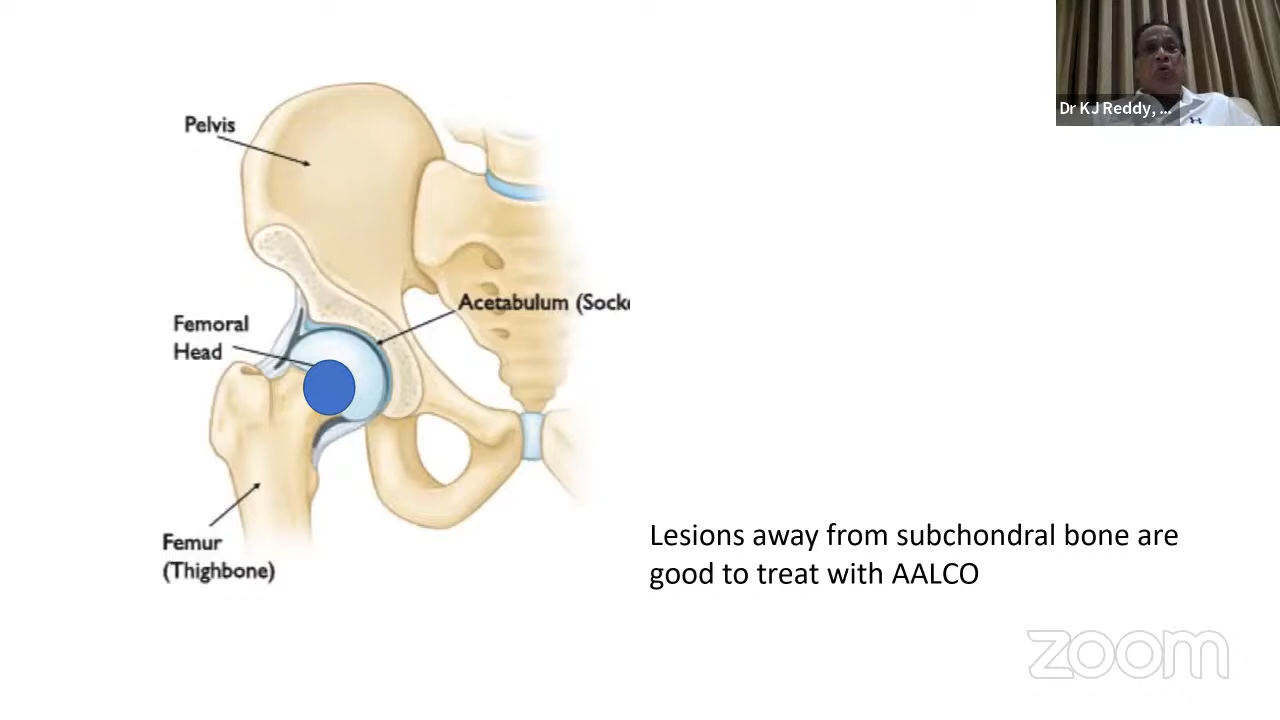 Dr KJ Reddy, ...
Pelvis
Acetabulum (Socke
Femoral
Head
Femur
(Thighbone)
Lesions away from subchondral bone are
good to treat with AALCO
zoom